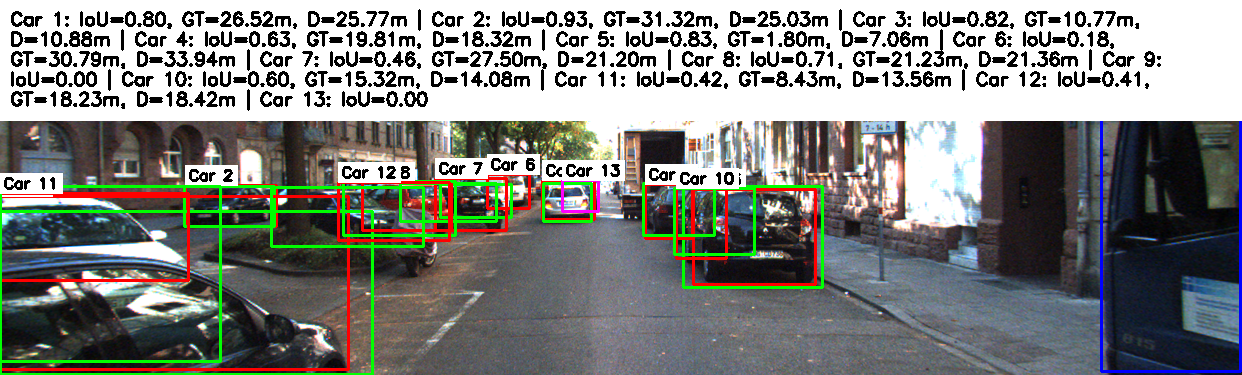 Car 1: IoU=0.80, GT=26.52m, D=25.77m | Car 2: IoU=0.93, GT=31.32m, D=25.03m | Car 3: IoU=0.82, GT=10.77m,
D=10.88m | Car 4: IoU=0.63, GT=19.81m, D=18.32m | Car 5: IoU=0.83, GT=1.80m, D=7.06m | Car 6: IoU=0.18,
GT=30.79m, D=33.94m | Car 7: IoU=0.46, GT=27.50m, D=21.20m | Car 8: IoU=0.71, GT=21.23m, D=21.36m | Car 9:
IoU=0.00 | Car 10: IoU=0.60, GT=15.32m, D=14.08m | Car 11: IoU=0.42, GT=8.43m, D=13.56m | Car 12: IoU=0.41,
GT=18.23m, D=18.42m | Car 13: IoU=0.00
7-14 h
Car 11
Car 2
Car 12
8
Car 7
Car 6
Car 13
Car
Car 10
815